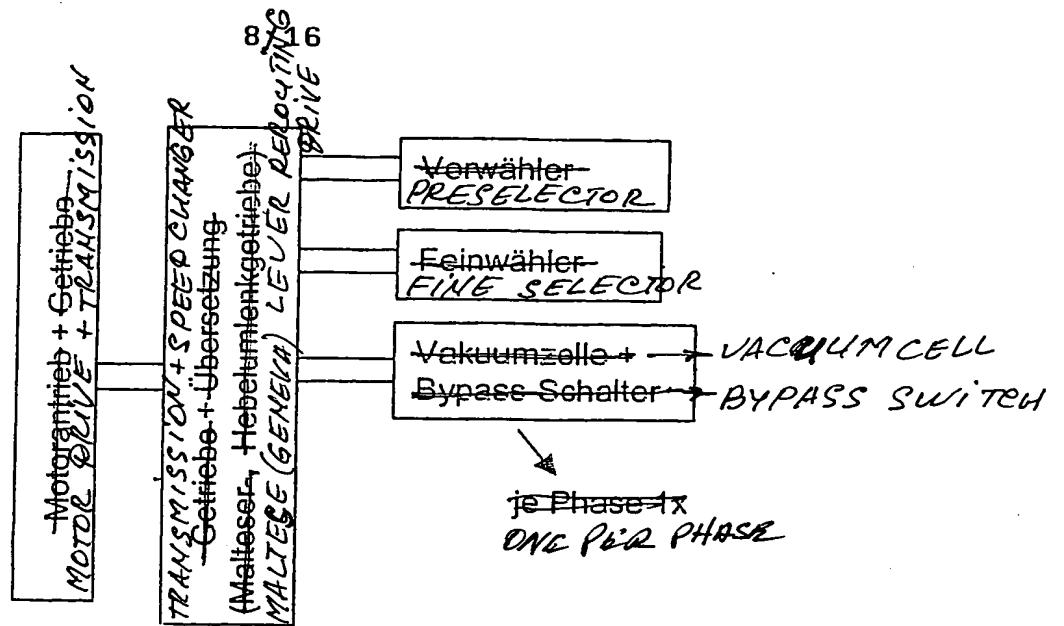 8/16
Motorantrieb + Getriebe
MOTOR DRIVE + TRANSMISSION
TRANSMISSION + SPEED CHANGER
Getriebe + Übersetzung
(Malteser-, Hebelumlenkgetriebe)
MALTESE (GENEVA) LEVER REROUTING
DRIVE
Vorwähler
PRESELECTOR
Feinwähler
FINE SELECTOR
Vakuumzelle + → VACUUM CELL
Bypass Schalter → BYPASS SWITCH
je Phase 1x
ONE PER PHASE